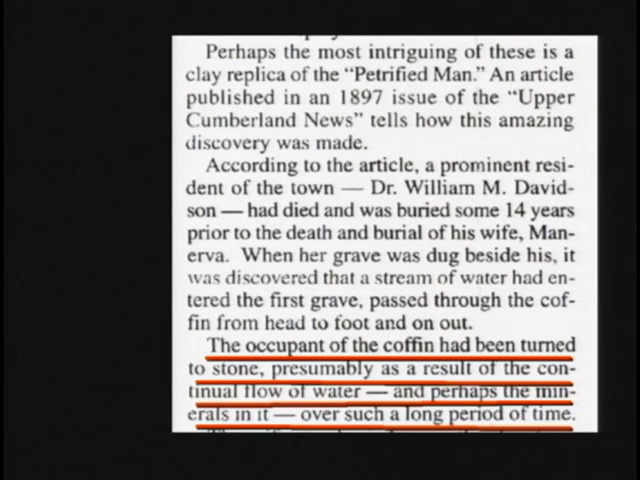 Perhaps the most intriguing of these is a
clay replica of the “Petrified Man.” An article
published in an 1897 issue of the “Upper
Cumberland News” tells how this amazing
discovery was made.
According to the article, a prominent resi-
dent of the town — Dr. William M. David-
son — had died and was buried some 14 years
prior to the death and burial of his wife, Man-
erva. When her grave was dug beside his, it
was discovered that a stream of water had en-
tered the first grave, passed through the cof-
fin from head to foot and on out.
The occupant of the coffin had been turned
to stone, presumably as a result of the con-
tinual flow of water — and perhaps the min-
erals in it — over such a long period of time.